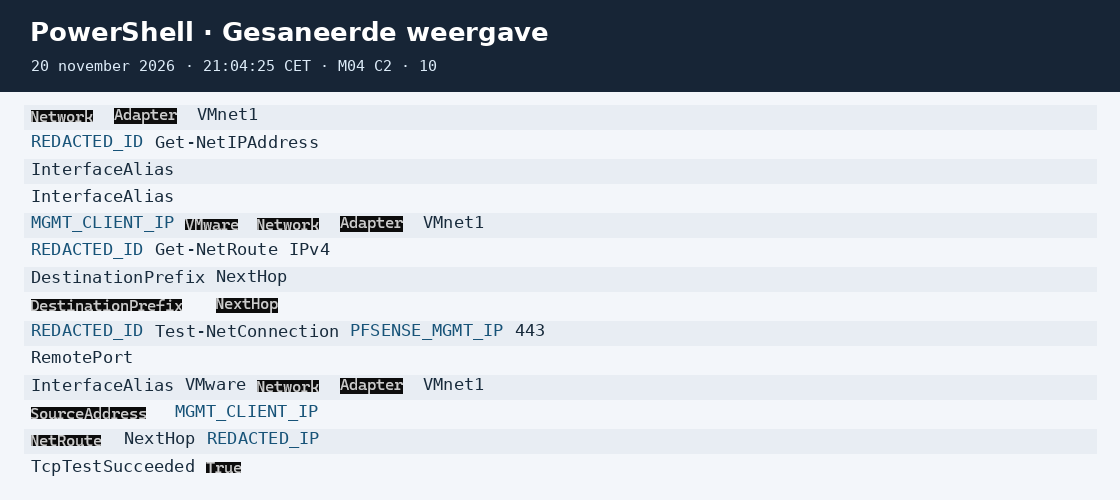 PowerShell · Gesaneerde weergave
20 november 2026 · 21:04:25 CET · M04 C2 · 10
Network Adapter VMnet1
REDACTED_ID Get-NetIPAddress
InterfaceAlias
InterfaceAlias
MGMT_CLIENT_IP VMware Network Adapter VMnet1
REDACTED_ID Get-NetRoute IPv4
DestinationPrefix NextHop
DestinationPrefix NextHop
REDACTED_ID Test-NetConnection PFSENSE_MGMT_IP 443
RemotePort
InterfaceAlias VMware Network Adapter VMnet1
SourceAddress MGMT_CLIENT_IP
NetRoute NextHop REDACTED_IP
TcpTestSucceeded True